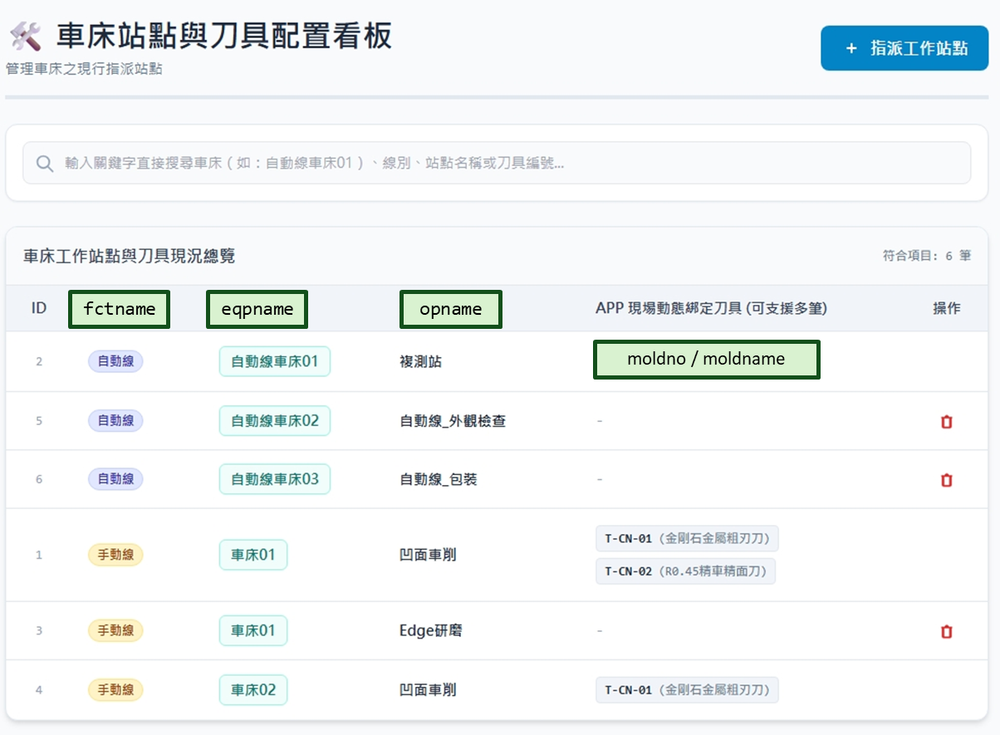 車床站點與刀具配置看板
管理車床之現行指派站點
+ 指派工作站點
輸入關鍵字直接搜尋車床（如：自動線車床01）、線別、站點名稱或刀具編號...
車床工作站點與刀具現況總覽
符合項目: 6 筆
ID fctname eqpname opname APP 現場動態綁定刀具 (可支援多筆) 操作
2 自動線 自動線車床01 複測站 moldno / moldname
5 自動線 自動線車床02 自動線_外觀檢查 -
6 自動線 自動線車床03 自動線_包裝 -
1 手動線 車床01 凹面車削 T-CN-01 (金剛石金屬粗刃刀)
T-CN-02 (R0.45精車精面刀)
3 手動線 車床01 Edge研磨 -
4 手動線 車床02 凹面車削 T-CN-01 (金剛石金屬粗刃刀)